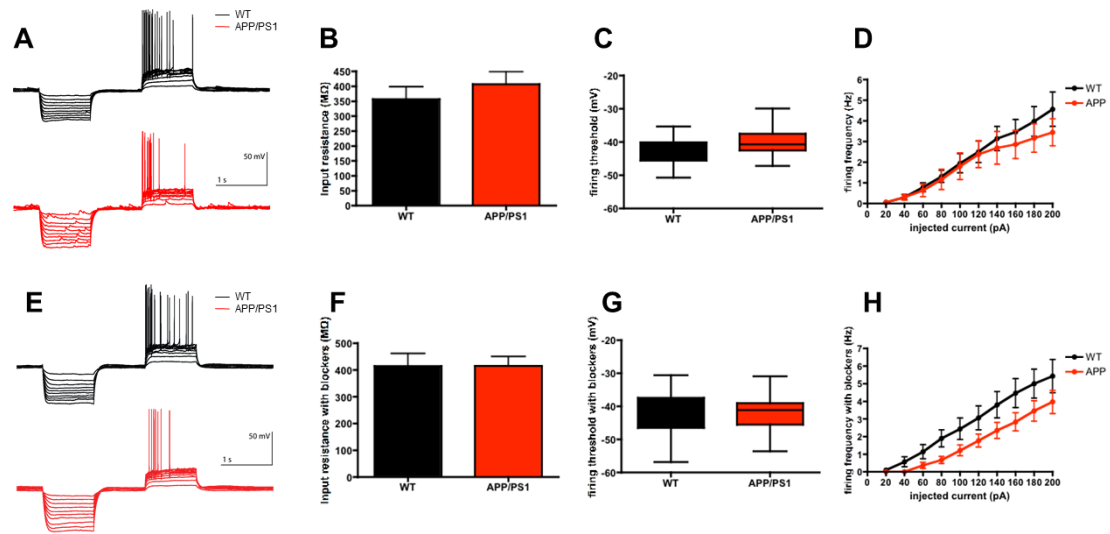 A
WT
APP/PS1
50 mV
1 s
B
Input resistance (MΩ)
450
400
350
300
250
200
150
100
50
0
WT
APP/PS1
C
firing threshold (mV)
-20
-30
-40
-50
-60
WT
APP/PS1
D
firing frequency (Hz)
6
5
4
3
2
1
0
0 20 40 60 80 100 120 140 160 180 200
injected current (pA)
WT
APP
E
WT
APP/PS1
50 mV
1 s
F
Input resistance with blockers (MΩ)
500
400
300
200
100
0
WT
APP/PS1
G
firing threshold with blockers (mV)
-20
-30
-40
-50
-60
WT
APP/PS1
H
firing frequency with blockers (Hz)
7
6
5
4
3
2
1
0
0 20 40 60 80 100 120 140 160 180 200
injected current (pA)
WT
APP